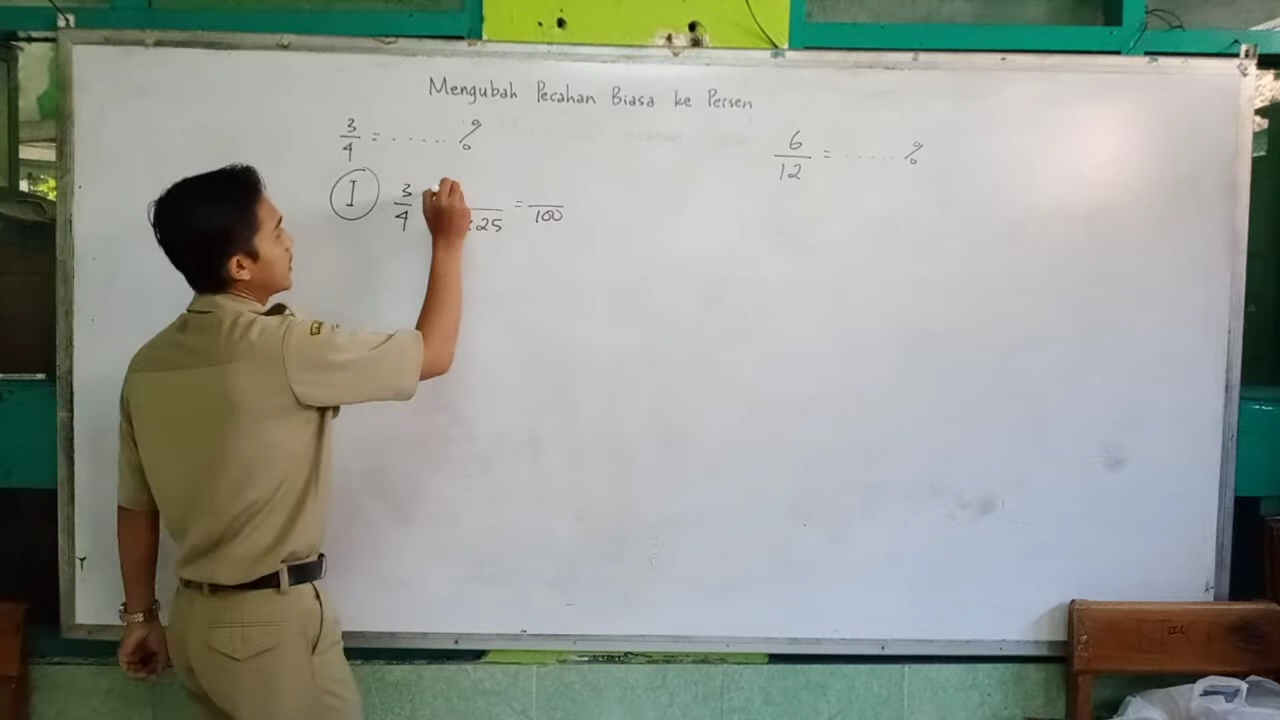 Mengubah Pecahan Biasa ke Persen
3/4 = ..... %
6/12 = ..... %
I 3/4 ×25 = /100